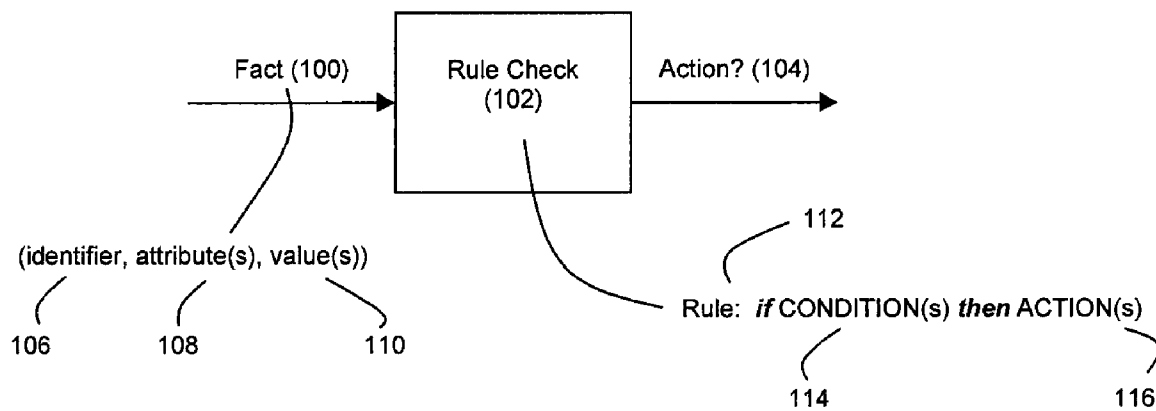 Fact (100)
Rule Check
(102)
Action? (104)
112
(identifier, attribute(s), value(s))
Rule: if CONDITION(s) then ACTION(s)
106
108
110
114
116